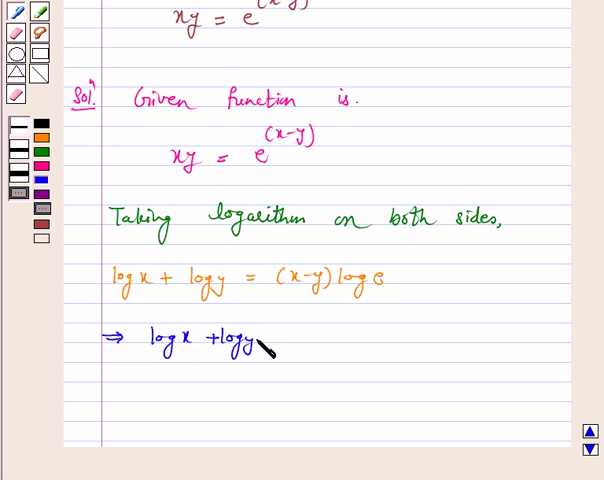 xy = e^(x-y)
Sol^n. Given function is.
xy = e^(x-y)
Taking logarithm on both sides,
log x + log y = (x-y) log e
⇒ log x + log y